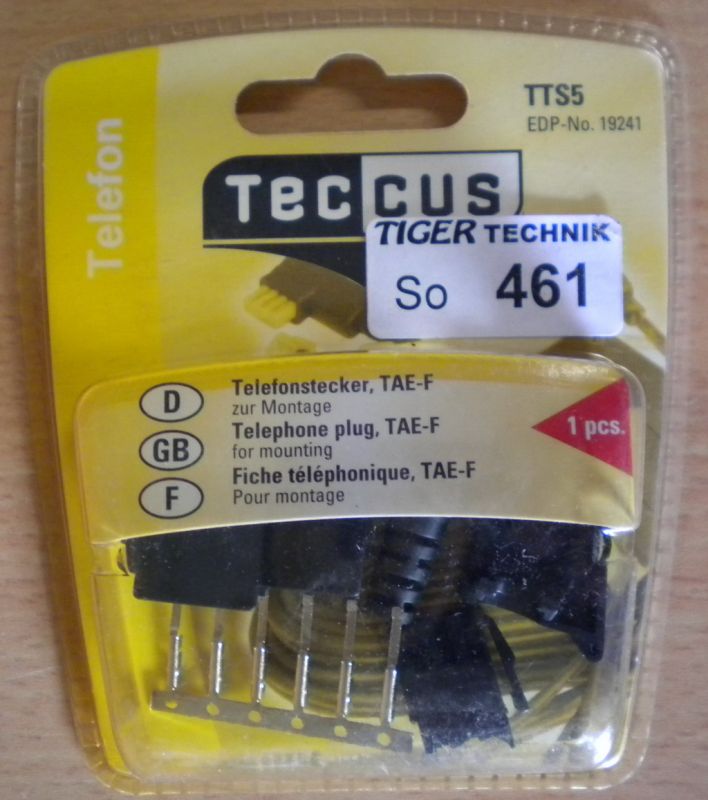 TTS5
EDP-No. 19241
Telefon
TECCUS
TIGER TECHNIK
So 461
D
Telefonstecker, TAE-F
zur Montage
GB
Telephone plug, TAE-F
for mounting
F
Fiche téléphonique, TAE-F
Pour montage
1 pcs.